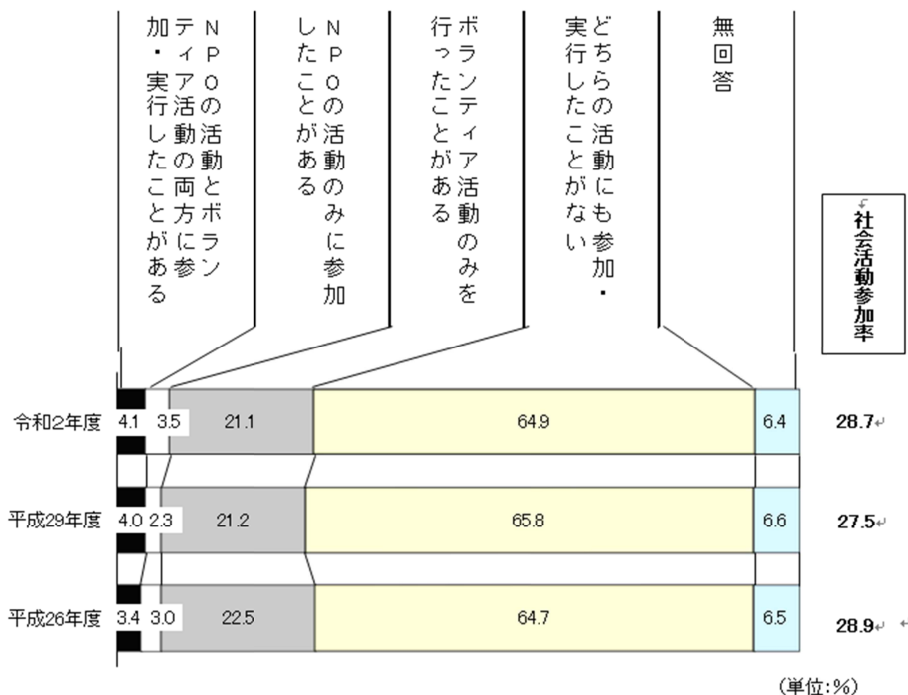 NPOの活動とボラン
ティア活動の両方に参
加・実行したことがある
NPOの活動のみに参加
したことがある
ボランティア活動のみを
行ったことがある
どちらの活動にも参加・
実行したことがない
無回答
社会活動参加率
令和2年度 4.1 3.5 21.1 64.9 6.4 28.7
平成29年度 4.0 2.3 21.2 65.8 6.6 27.5
平成26年度 3.4 3.0 22.5 64.7 6.5 28.9
(単位:%)